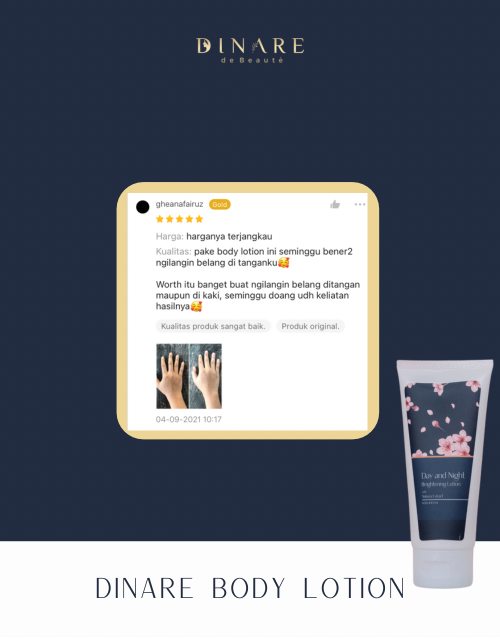 DINARE
de Beauté
gheanafairuz Gold
Harga: harganya terjangkau
Kualitas: pake body lotion ini seminggu bener2
ngilangin belang di tanganku🥰
Worth itu banget buat ngilangin belang ditangan
maupun di kaki, seminggu doang udh keliatan
hasilnya🥰
Kualitas produk sangat baik. Produk original.
04-09-2021 10:17
Day and Night
Brightening Lotion
DINARE BODY LOTION